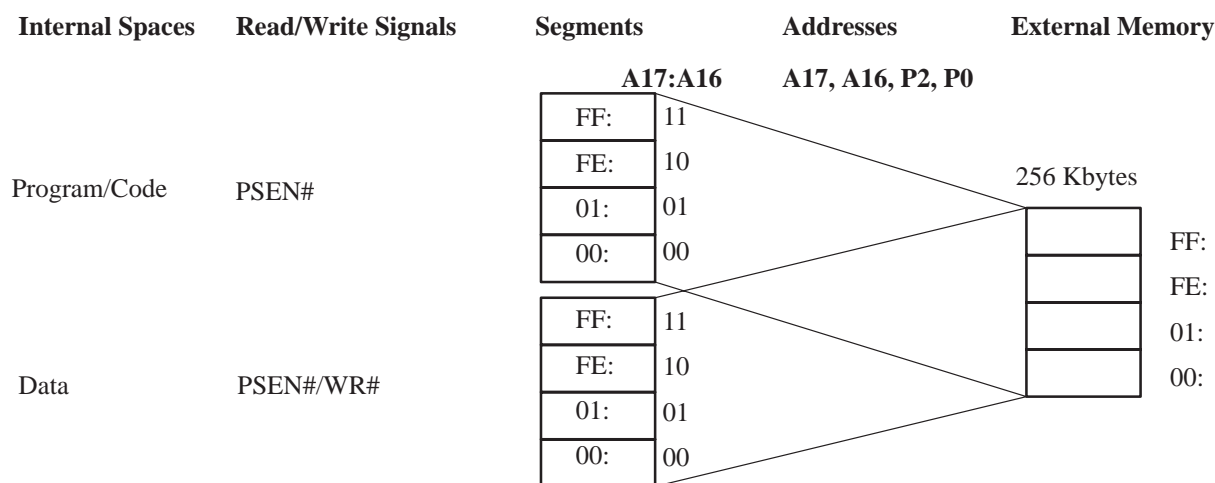 Internal Spaces Read/Write Signals Segments Addresses External Memory
A17:A16 A17, A16, P2, P0
FF: 11
FE: 10
Program/Code PSEN# 256 Kbytes
01: 01
00: 00
FF:
FE:
01:
00:
FF: 11
FE: 10
Data PSEN#/WR#
01: 01
00: 00